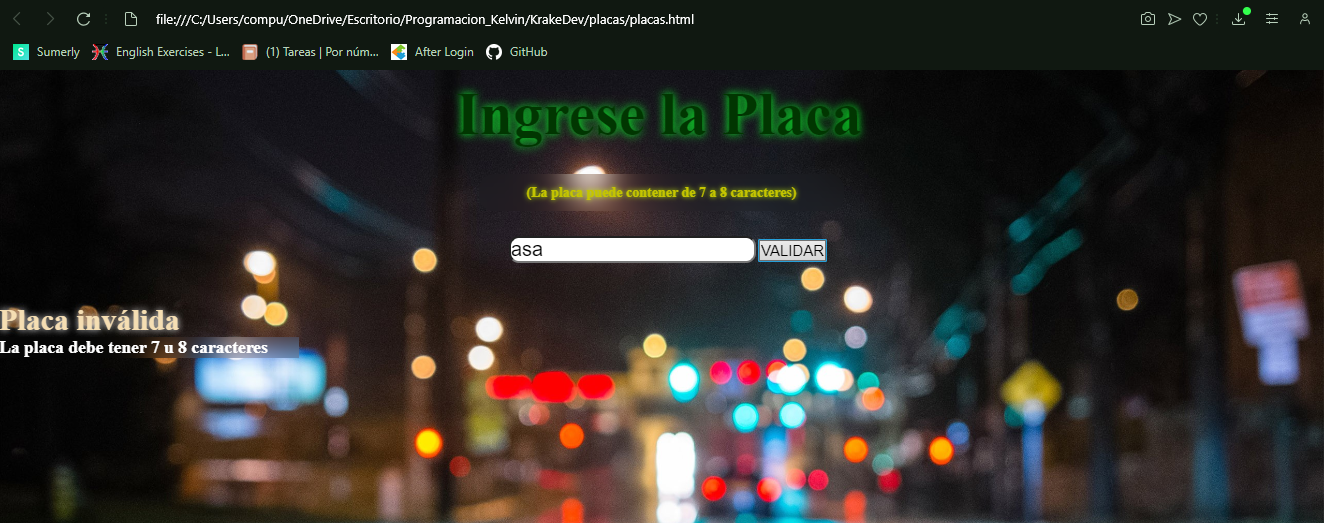 file:///C:/Users/compu/OneDrive/Escritorio/Programacion_Kelvin/KrakeDev/placas/placas.html
S Sumerly English Exercises - L... (1) Tareas | Por núm... After Login GitHub
Ingrese la Placa
(La placa puede contener de 7 a 8 caracteres)
asa VALIDAR
Placa inválida
La placa debe tener 7 u 8 caracteres